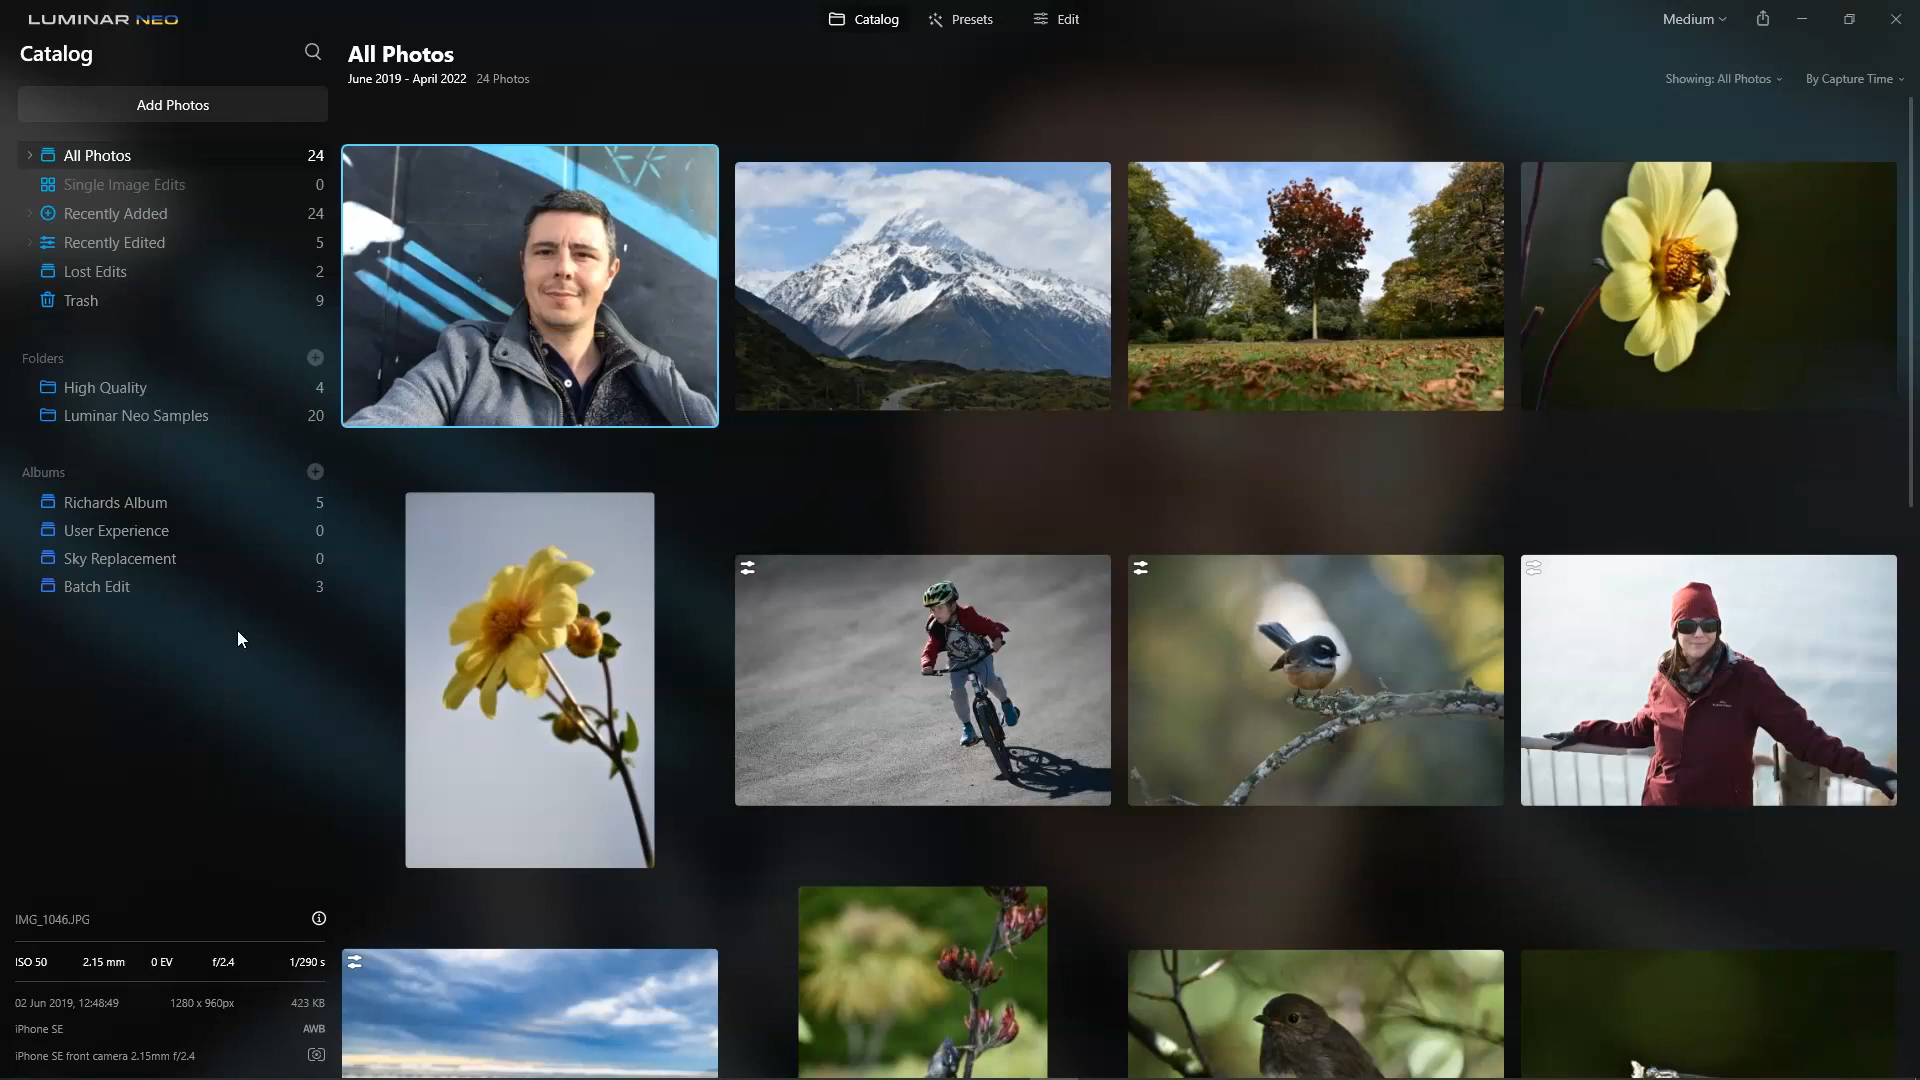 LUMINAR NEO
Catalog
Presets
Edit
Medium
Catalog
All Photos
June 2019 - April 2022 24 Photos
Showing: All Photos
By Capture Time
Add Photos
All Photos 24
Single Image Edits 0
Recently Added 24
Recently Edited 5
Lost Edits 2
Trash 9
Folders
High Quality 4
Luminar Neo Samples 20
Albums
Richards Album 5
User Experience 0
Sky Replacement 0
Batch Edit 3
IMG_1046.JPG
ISO 50 2.15 mm 0 EV f/2.4 1/290 s
02 Jun 2019, 12:48:49 1280 x 960px 423 KB
iPhone SE AWB
iPhone SE front camera 2.15mm f/2.4